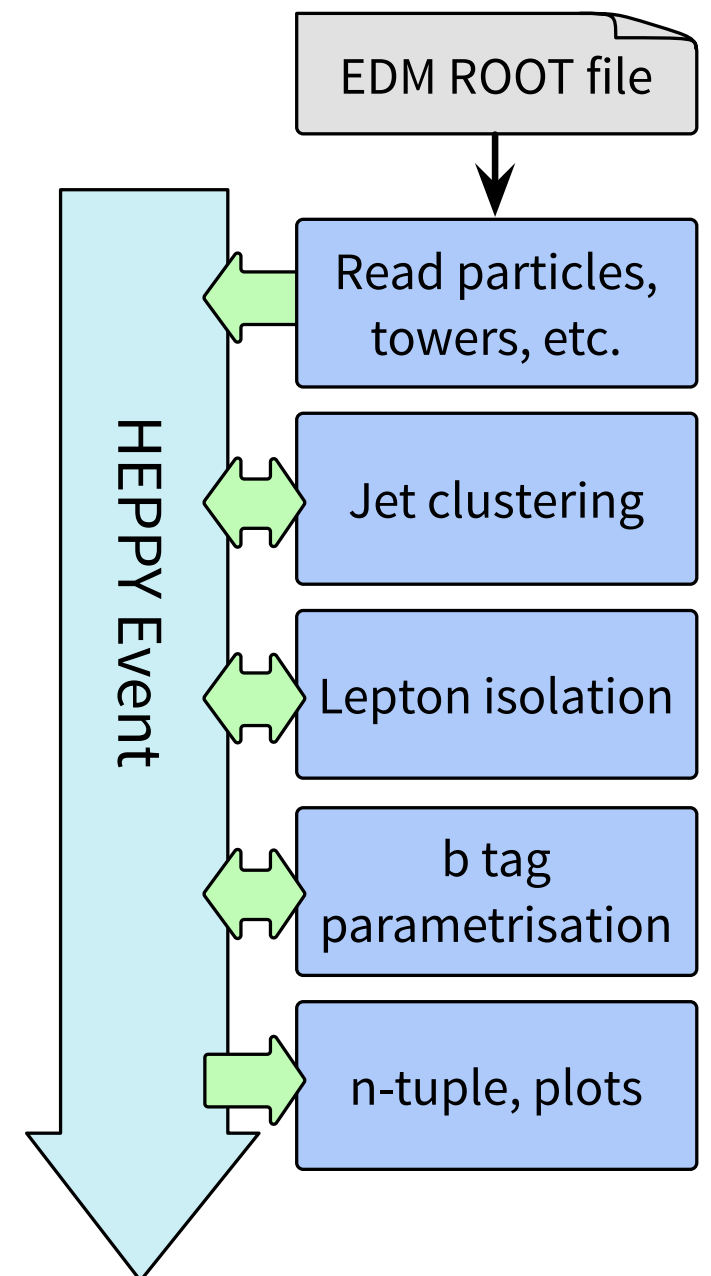 EDM ROOT file
Read particles,
towers, etc.
HEPPY Event
Jet clustering
Lepton isolation
b tag
parametrisation
n-tuple, plots